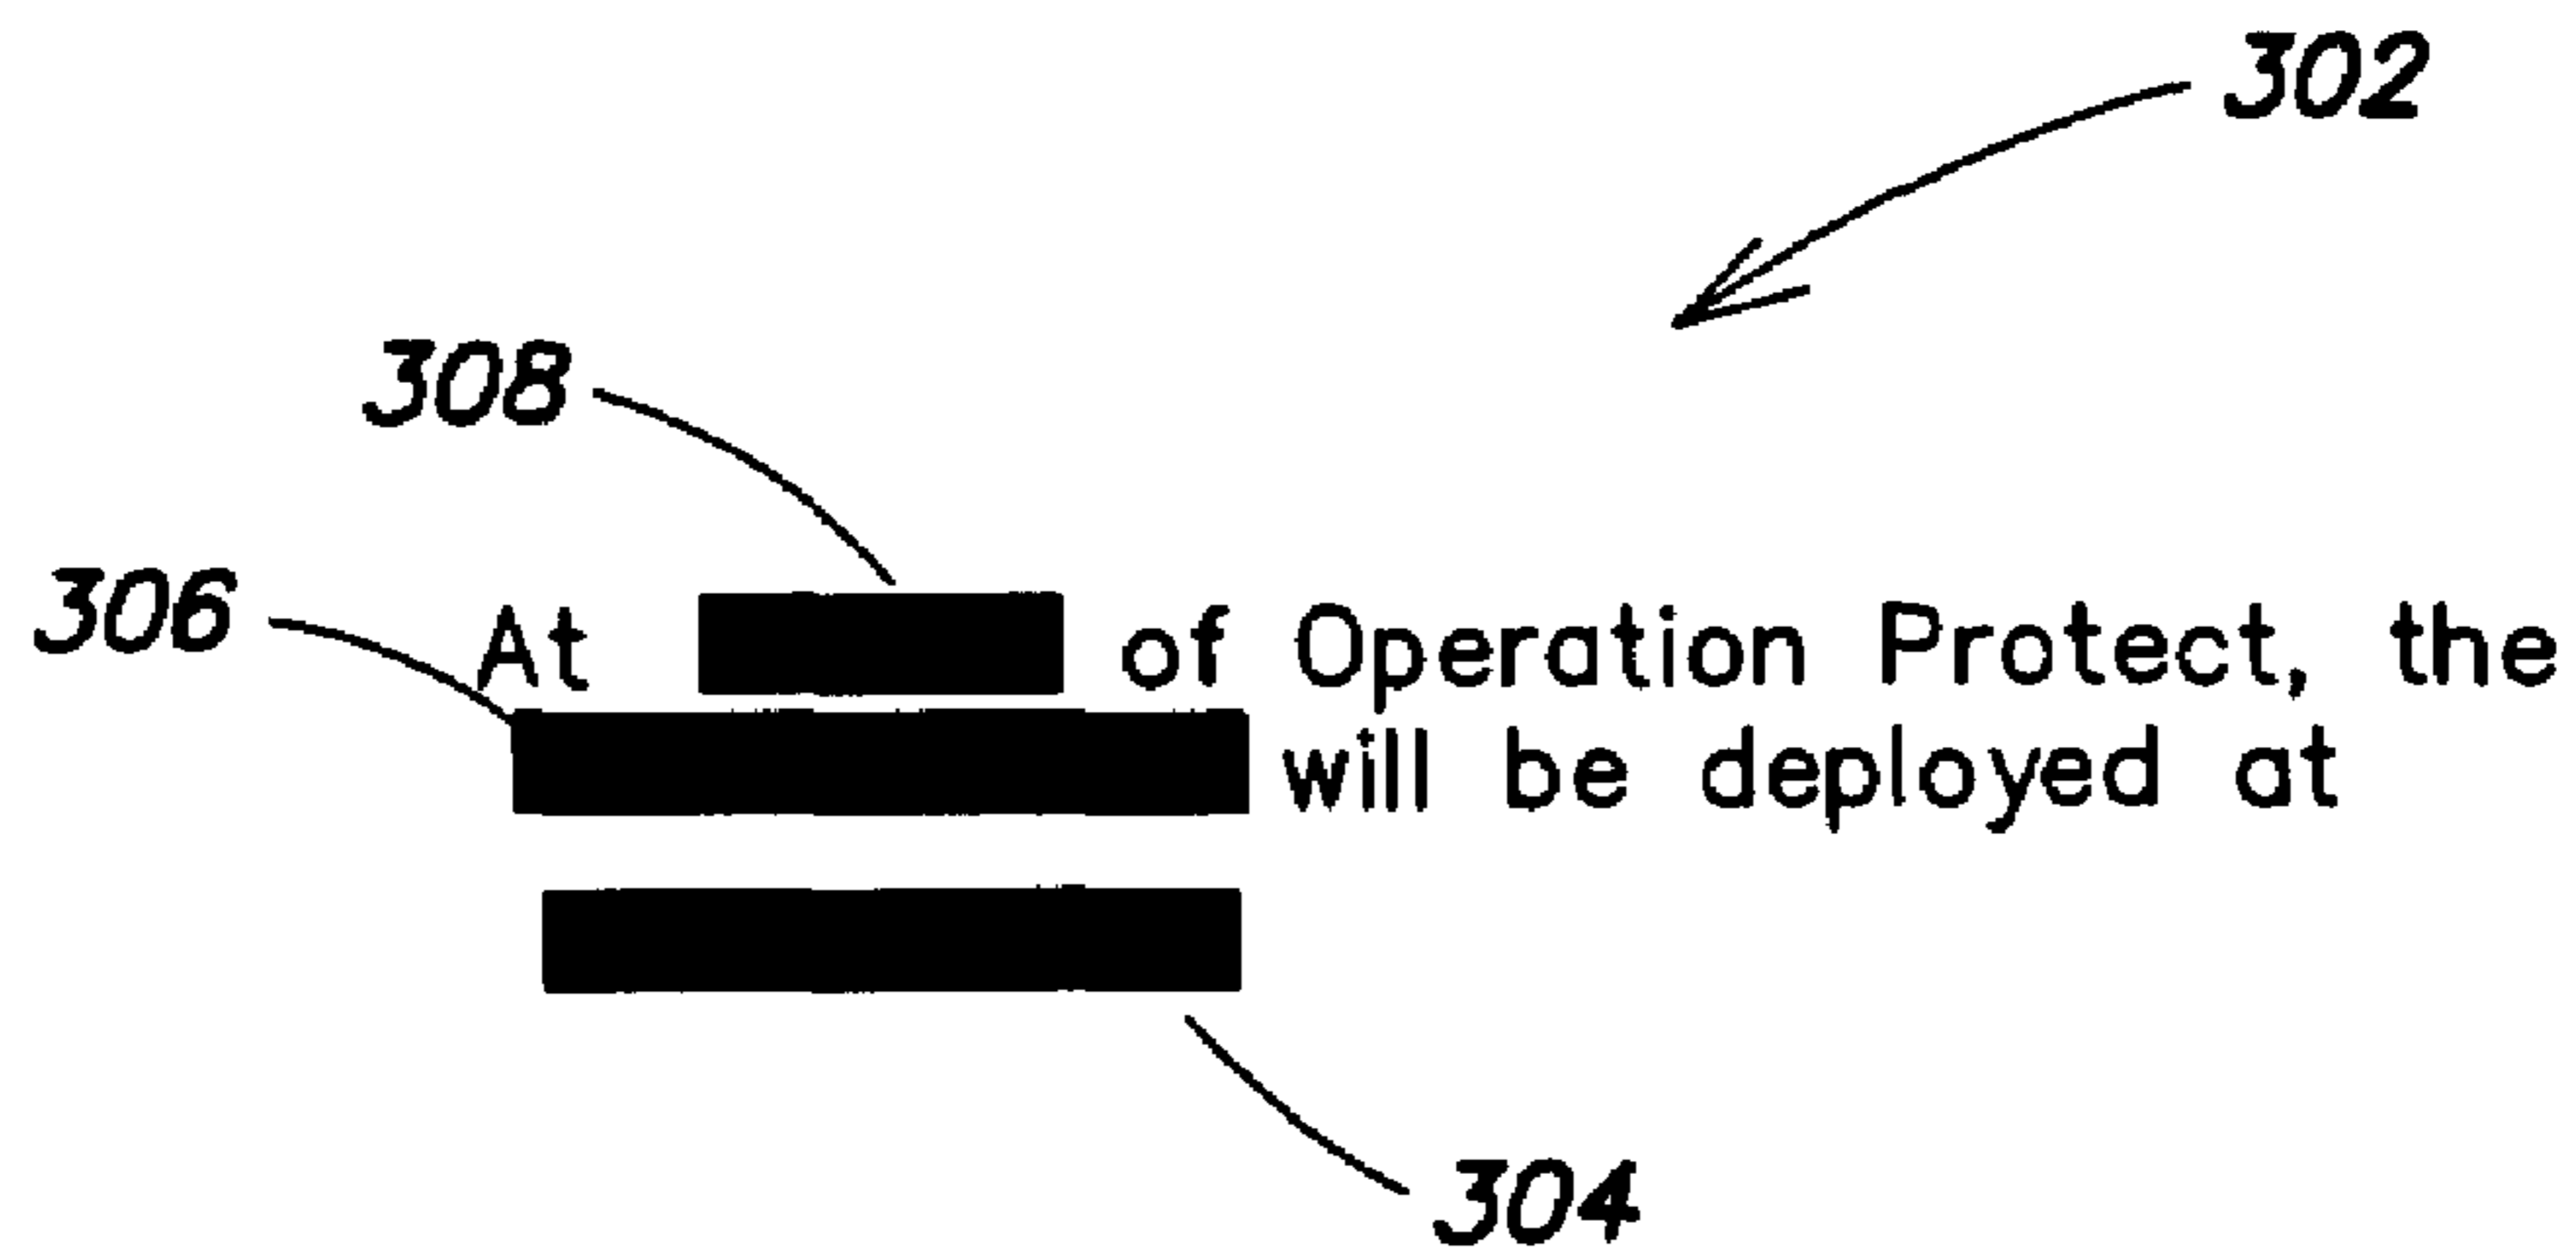 302
308
306
At of Operation Protect, the
will be deployed at
304